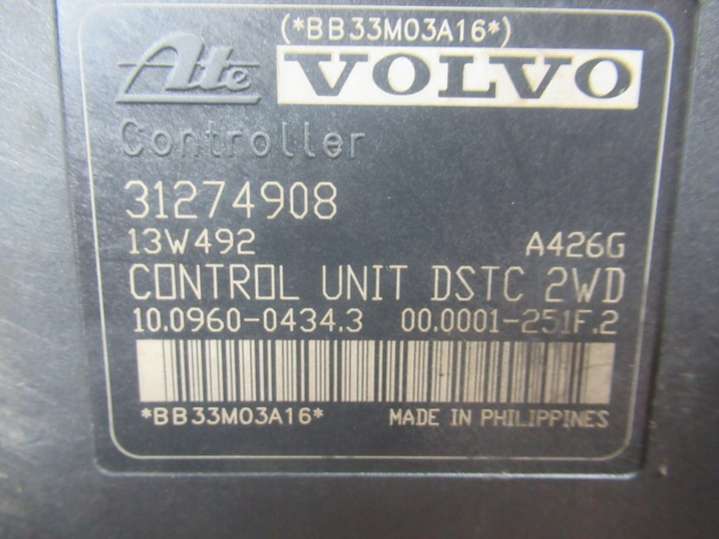 (*BB33M03A16*)
Ate VOLVO
Controller
31274908
13W492 A426G
CONTROL UNIT DSTC 2WD
10.0960-0434.3 00.0001-251F.2
*BB33M03A16* MADE IN PHILIPPINES